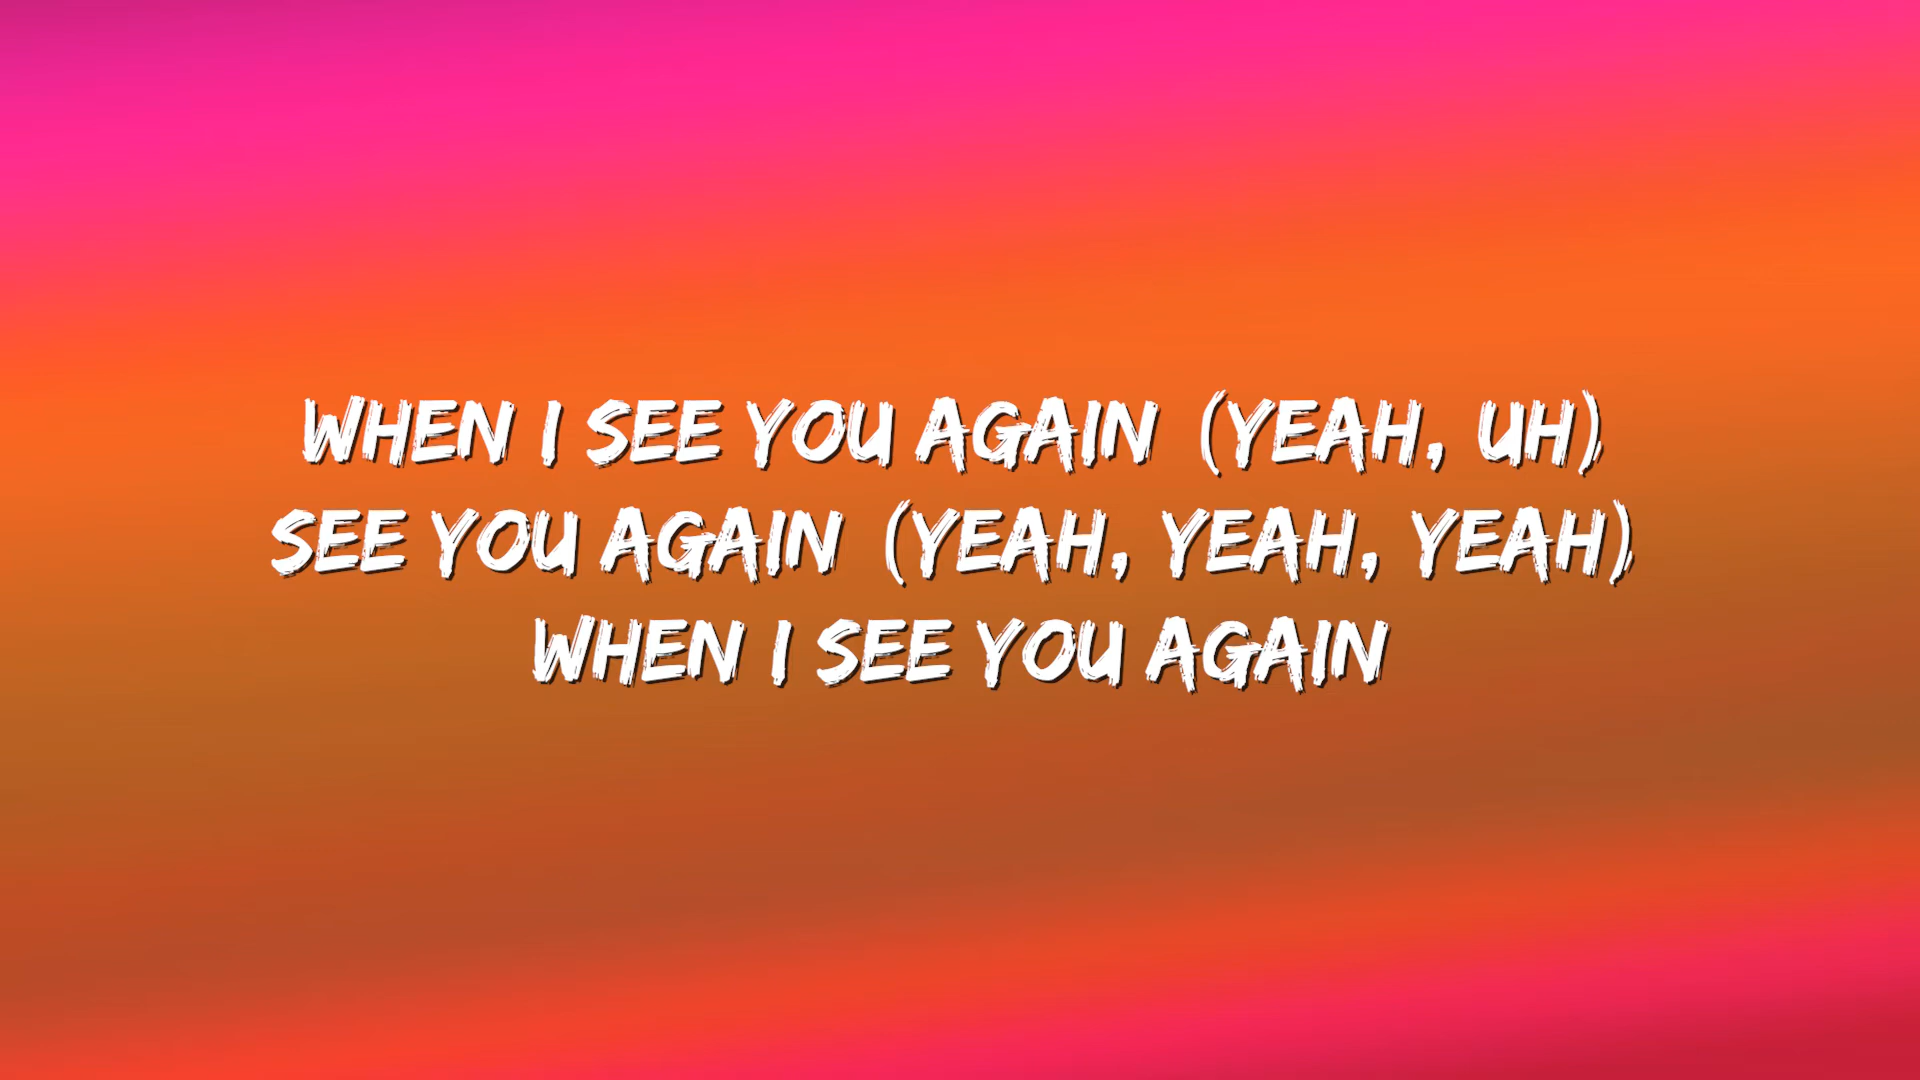 WHEN I SEE YOU AGAIN (YEAH, UH)
SEE YOU AGAIN (YEAH, YEAH, YEAH)
WHEN I SEE YOU AGAIN